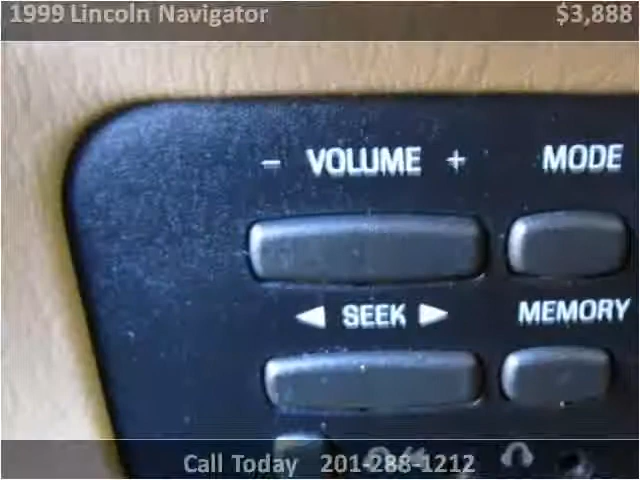 1999 Lincoln Navigator $3,888
- VOLUME + MODE
◄ SEEK ► MEMORY
Call Today 201-288-1212